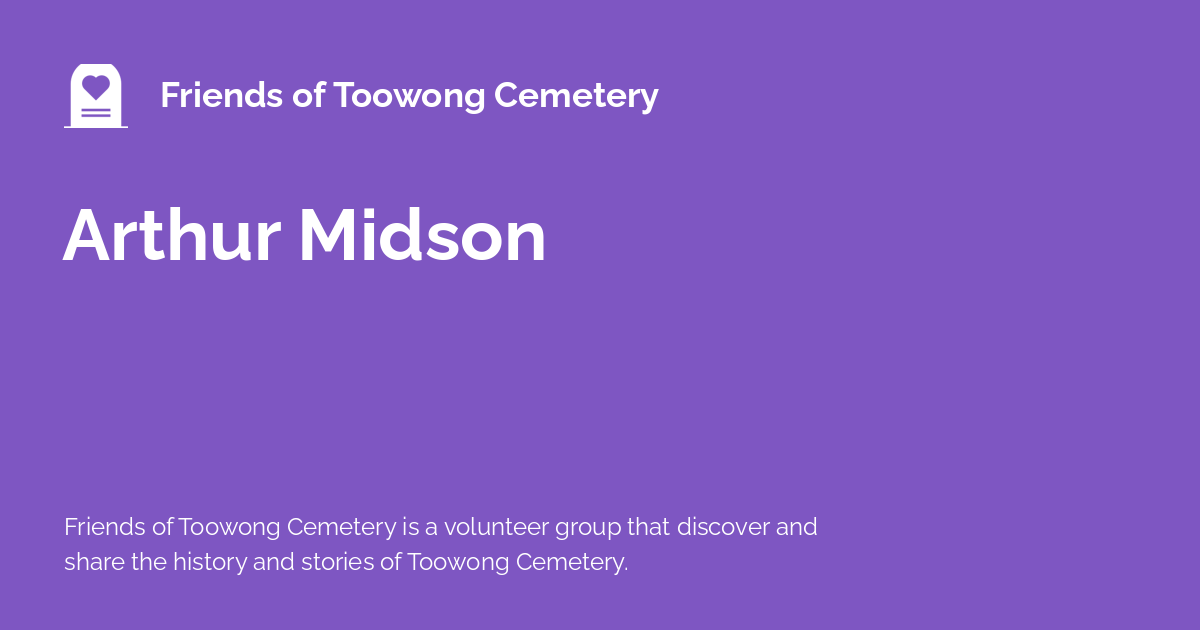 Friends of Toowong Cemetery
Arthur Midson
Friends of Toowong Cemetery is a volunteer group that discover and
share the history and stories of Toowong Cemetery.